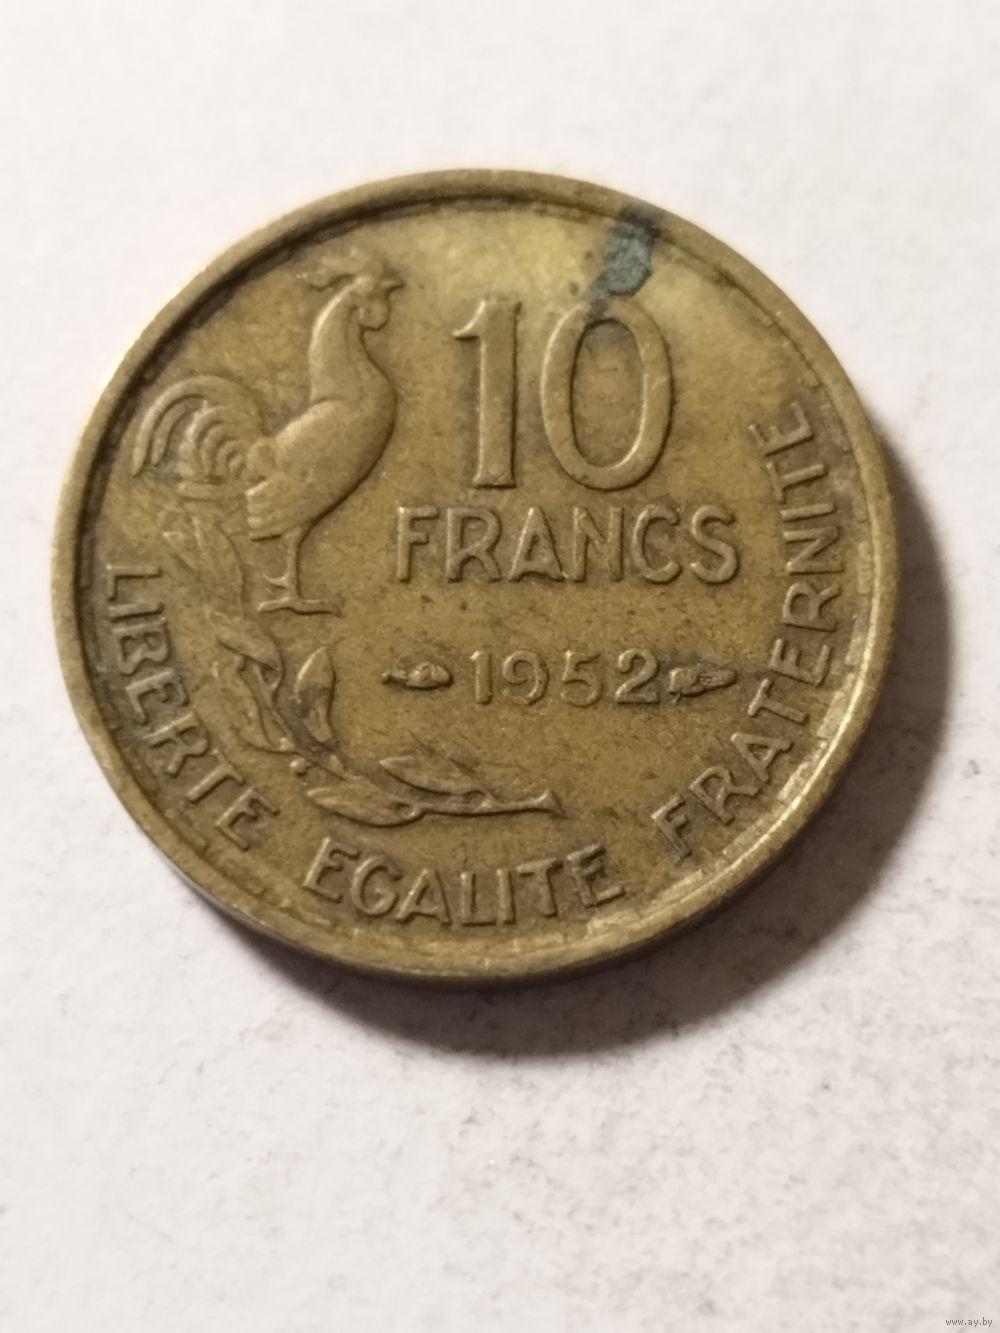 10
FRANCS
1952
LIBERTE EGALITE FRATERNITE
www.ay.by